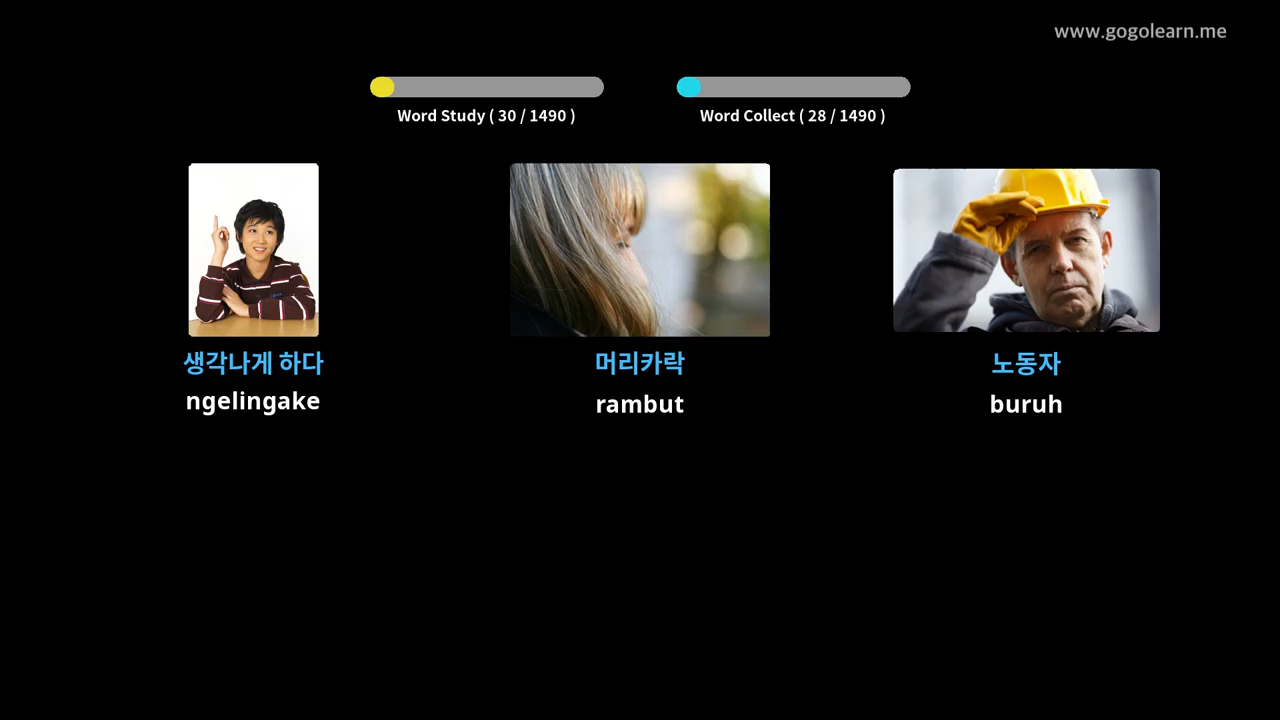 www.gogolearn.me
Word Study ( 30 / 1490 )
Word Collect ( 28 / 1490 )
생각나게 하다
ngelingake
머리카락
rambut
노동자
buruh